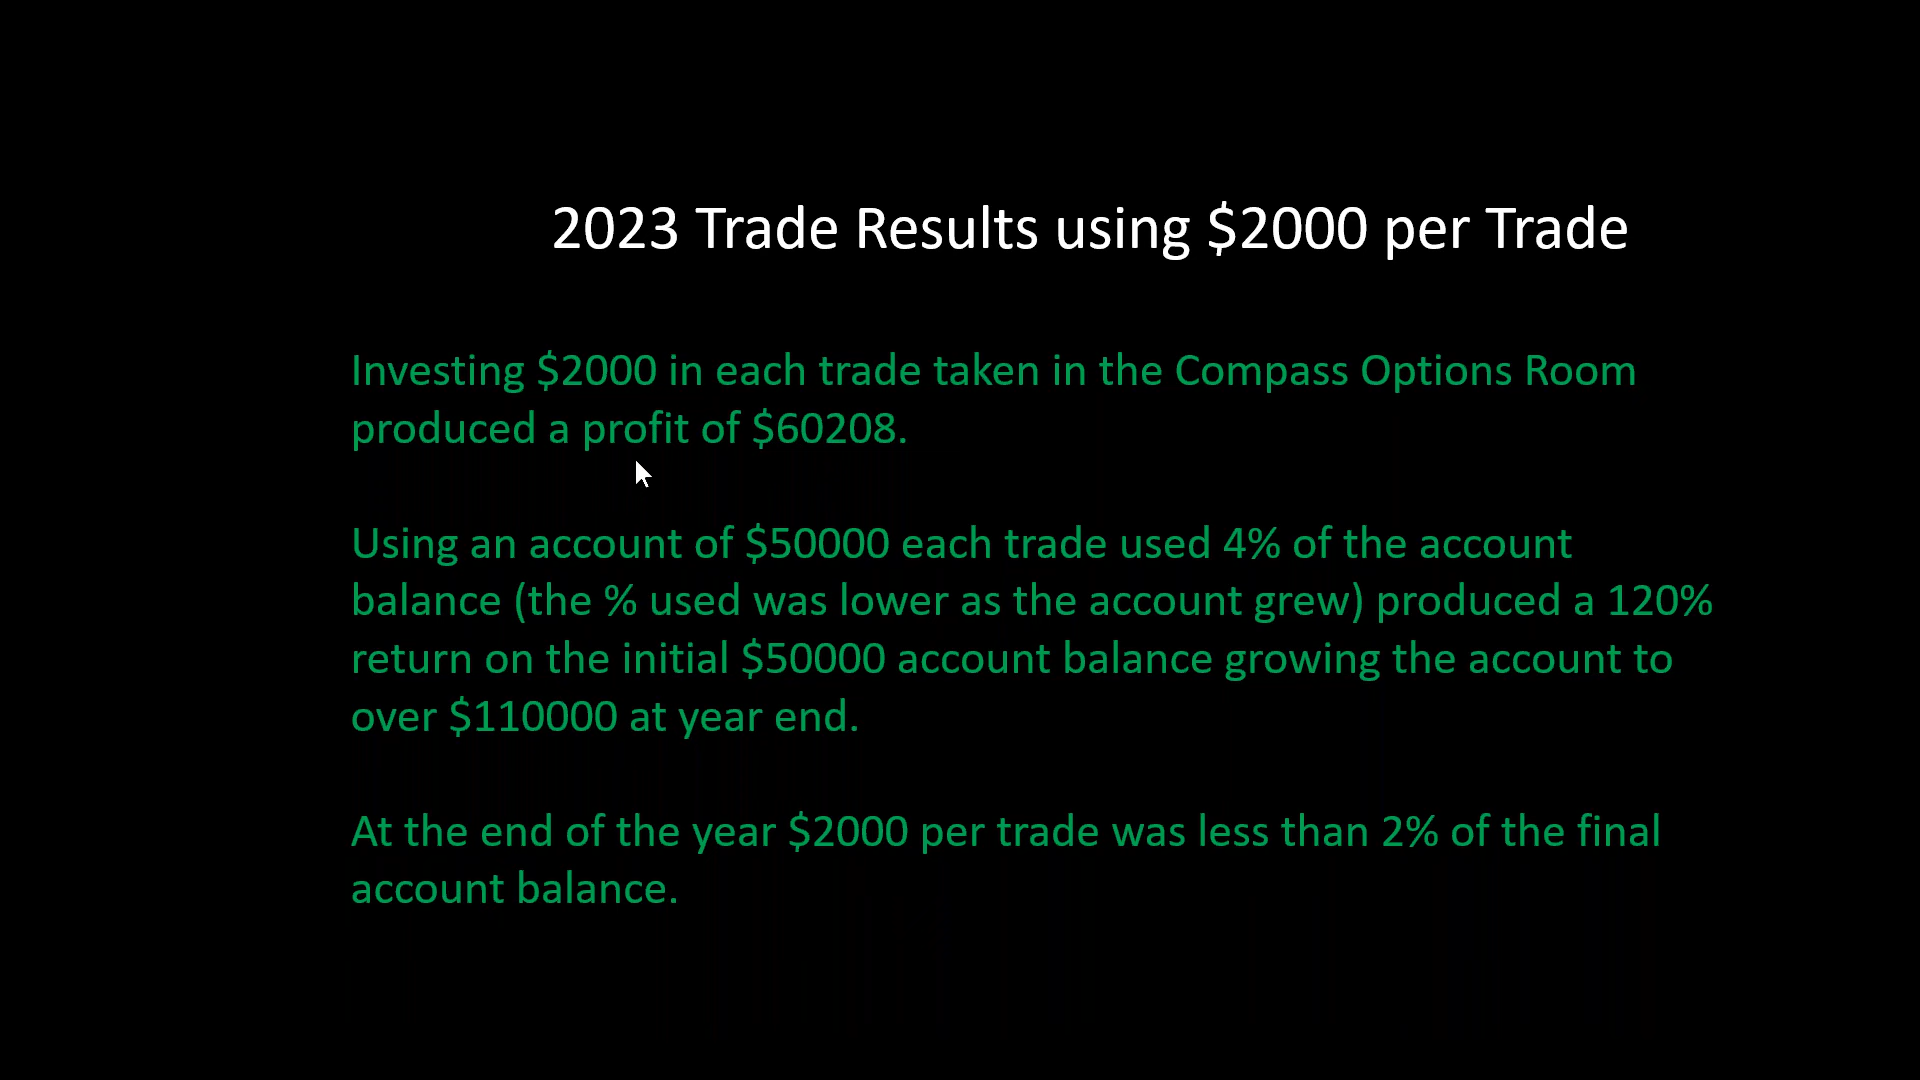 2023 Trade Results using $2000 per Trade
Investing $2000 in each trade taken in the Compass Options Room
produced a profit of $60208.
Using an account of $50000 each trade used 4% of the account
balance (the % used was lower as the account grew) produced a 120%
return on the initial $50000 account balance growing the account to
over $110000 at year end.
At the end of the year $2000 per trade was less than 2% of the final
account balance.